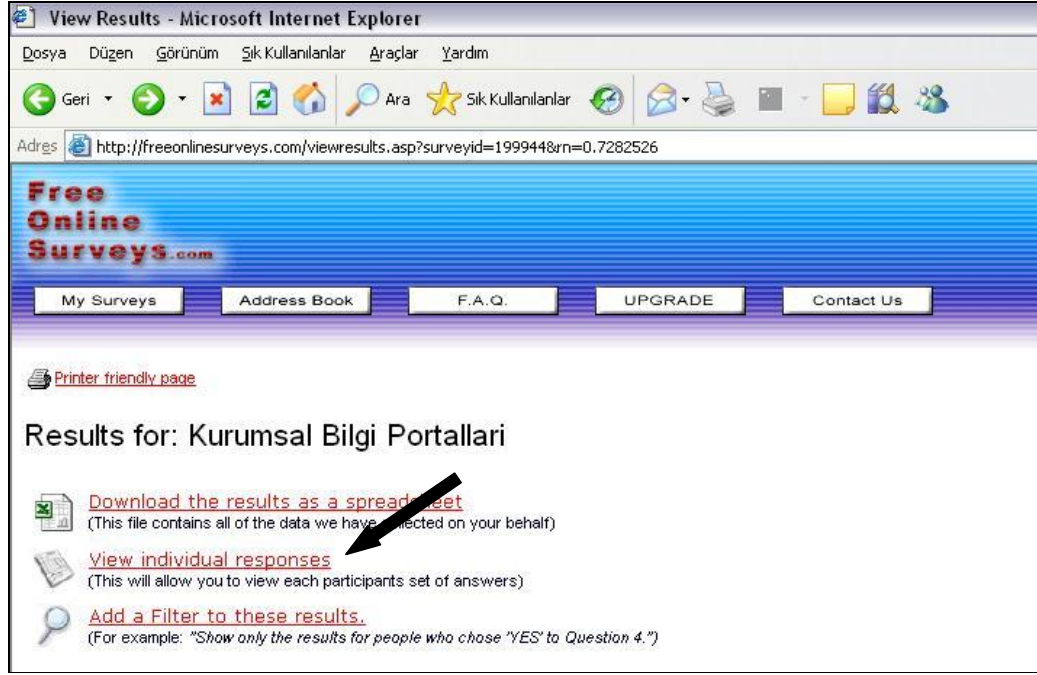 View Results - Microsoft Internet Explorer
Dosya Düzen Görünüm Sık Kullanılanlar Araçlar Yardım
Geri Ara Sık Kullanılanlar
Adres http://freeonlinesurveys.com/viewresults.asp?surveyid=199944&rn=0.7282526
Free
Online
Surveys.com
My Surveys Address Book F.A.Q. UPGRADE Contact Us
Printer friendly page
Results for: Kurumsal Bilgi Portallari
Download the results as a spreadsheet
(This file contains all of the data we have collected on your behalf)
View individual responses
(This will allow you to view each participants set of answers)
Add a Filter to these results.
(For example: "Show only the results for people who chose 'YES' to Question 4.")